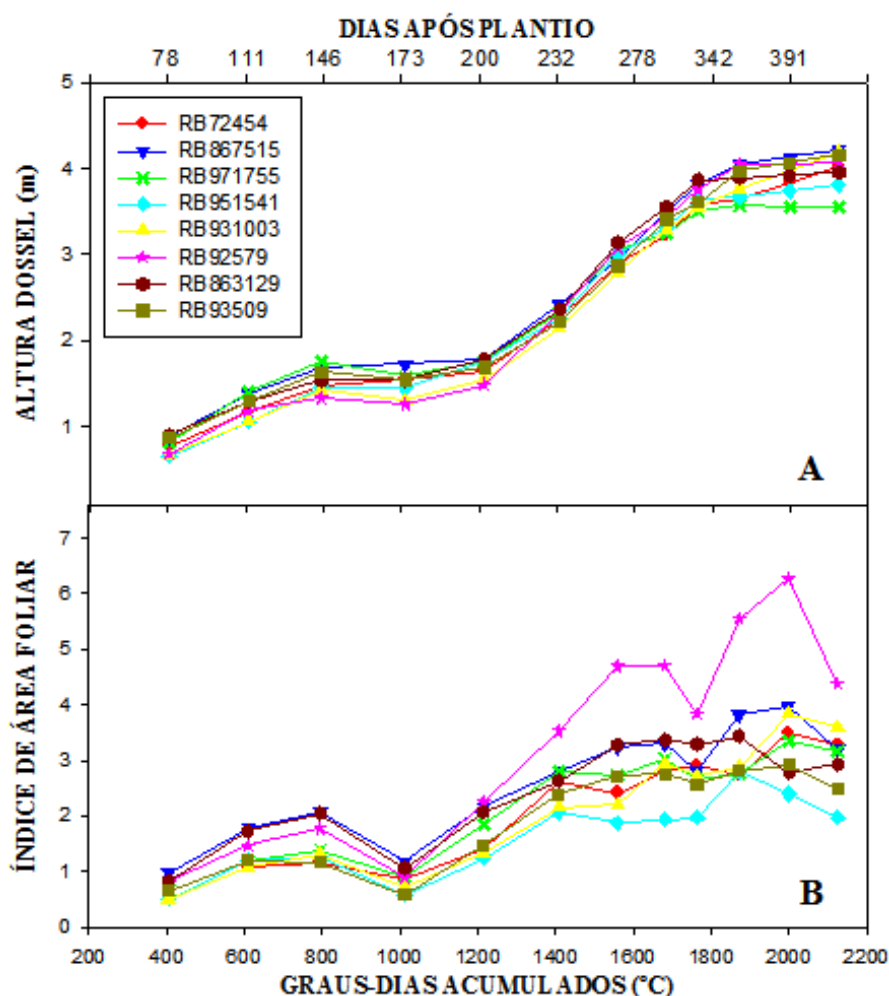 DIAS APÓS PLANTIO
78 111 146 173 200 232 278 342 391
5
4
3
2
1
ALTURA DOSSEL (m)
RB72454
RB867515
RB971755
RB951541
RB931003
RB92579
RB863129
RB93509
A
7
6
5
4
3
2
1
0
ÍNDICE DE ÁREA FOLIAR
B
200 400 600 800 1000 1200 1400 1600 1800 2000 2200
GRAUS-DIAS ACUMULADOS (°C)